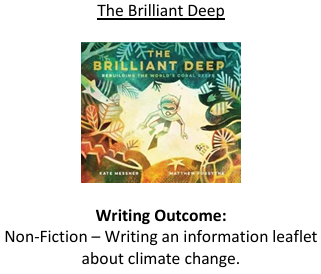 The Brilliant Deep
THE
BRILLIANT DEEP
REBUILDING THE WORLD'S CORAL REEFS
KATE MESSNER
MATTHEW FORSYTHE
Writing Outcome:
Non-Fiction – Writing an information leaflet
about climate change.